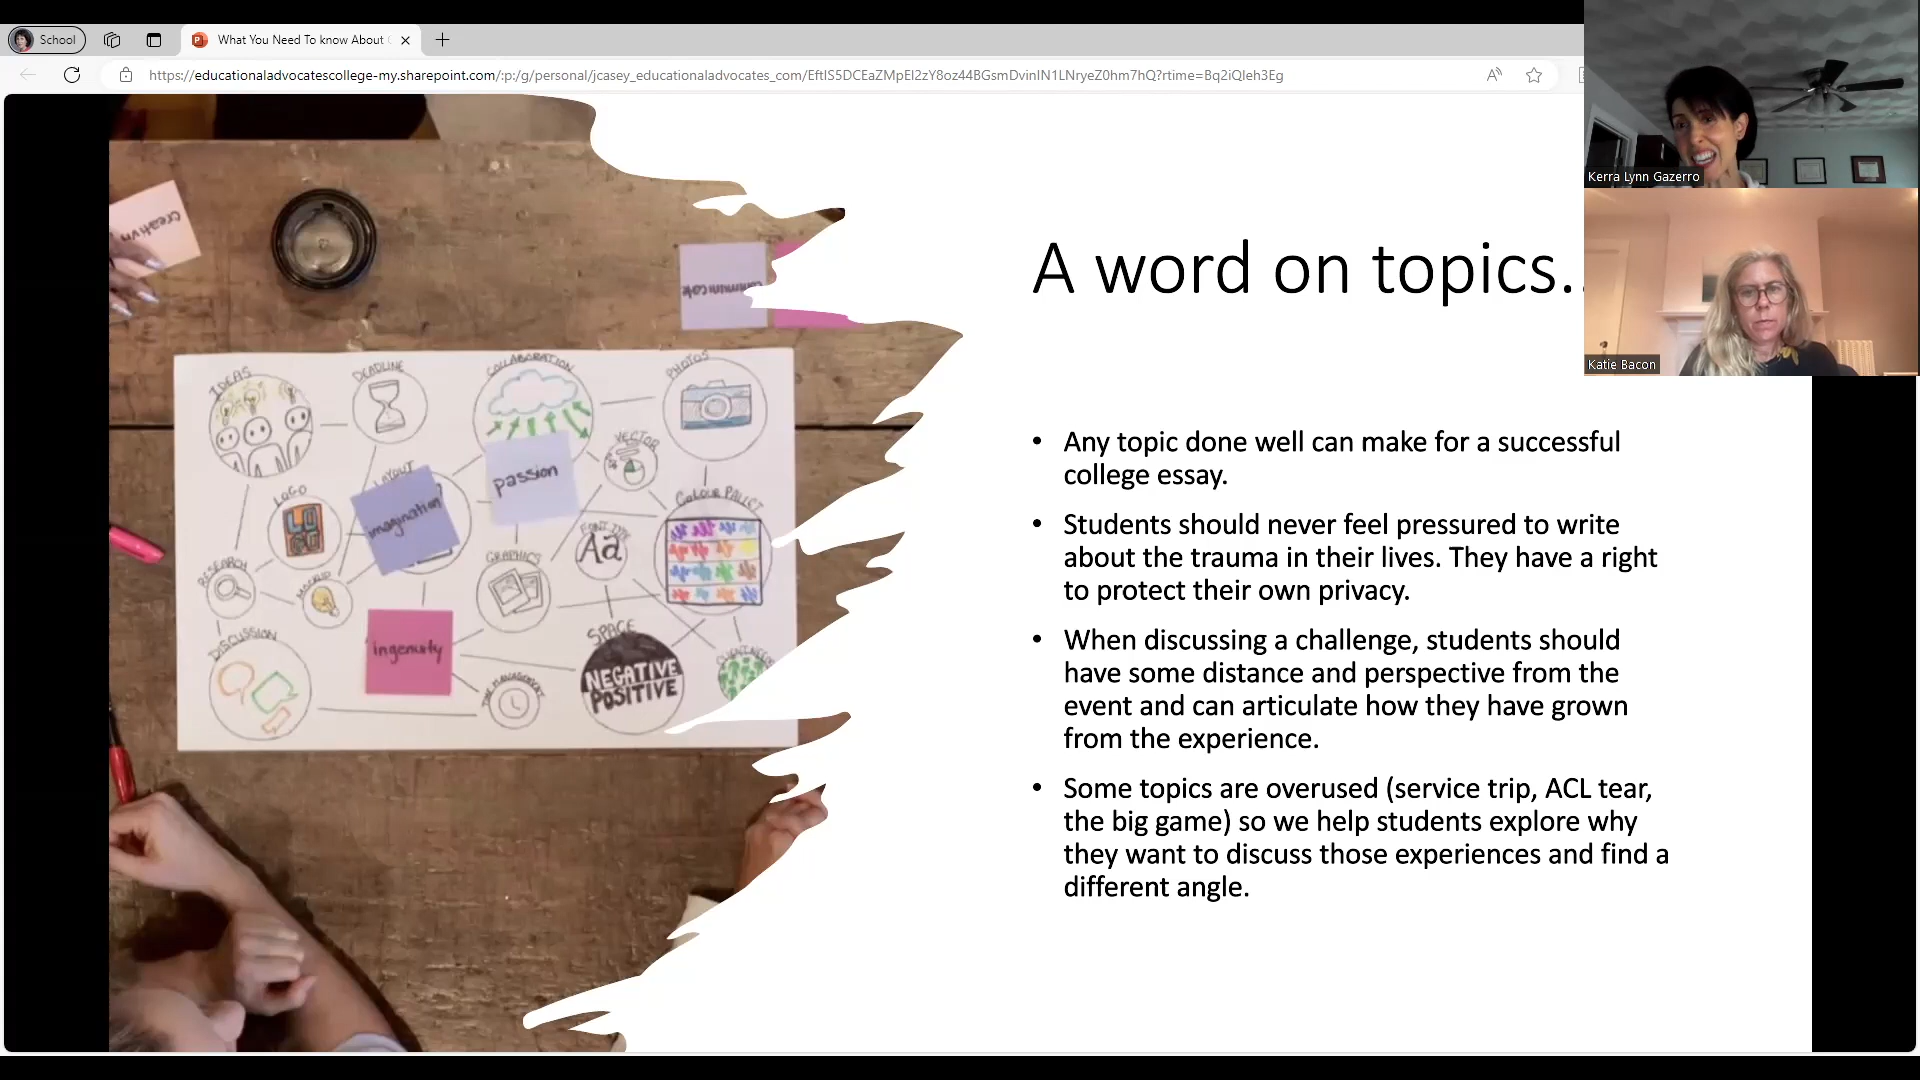 School
What You Need To know About
https://educationaladvocatescollege-my.sharepoint.com/:p:/g/personal/jcasey_educationaladvocates_com/EftIS5DCEaZMpEI2zY8oz44BGsmDvinIN1LNryeZ0hm7hQ?rtime=Bq2iQIeh3Eg
Kerra Lynn Gazerro
Katie Bacon
A word on topics..
• Any topic done well can make for a successful
college essay.
• Students should never feel pressured to write
about the trauma in their lives. They have a right
to protect their own privacy.
• When discussing a challenge, students should
have some distance and perspective from the
event and can articulate how they have grown
from the experience.
• Some topics are overused (service trip, ACL tear,
the big game) so we help students explore why
they want to discuss those experiences and find a
different angle.
communicate
IDEAS
DEADLINE
COLLABORATION
PHOTOS
VECTOR
LAYOUT
passion
LOGO
LO
GO
imagination
COLOUR PALLET
FONT TYPE
Aa
GRAPHICS
RESEARCH
MOCKUP
ingenuity
SPACE
NEGATIVE
POSITIVE
DISCUSSION